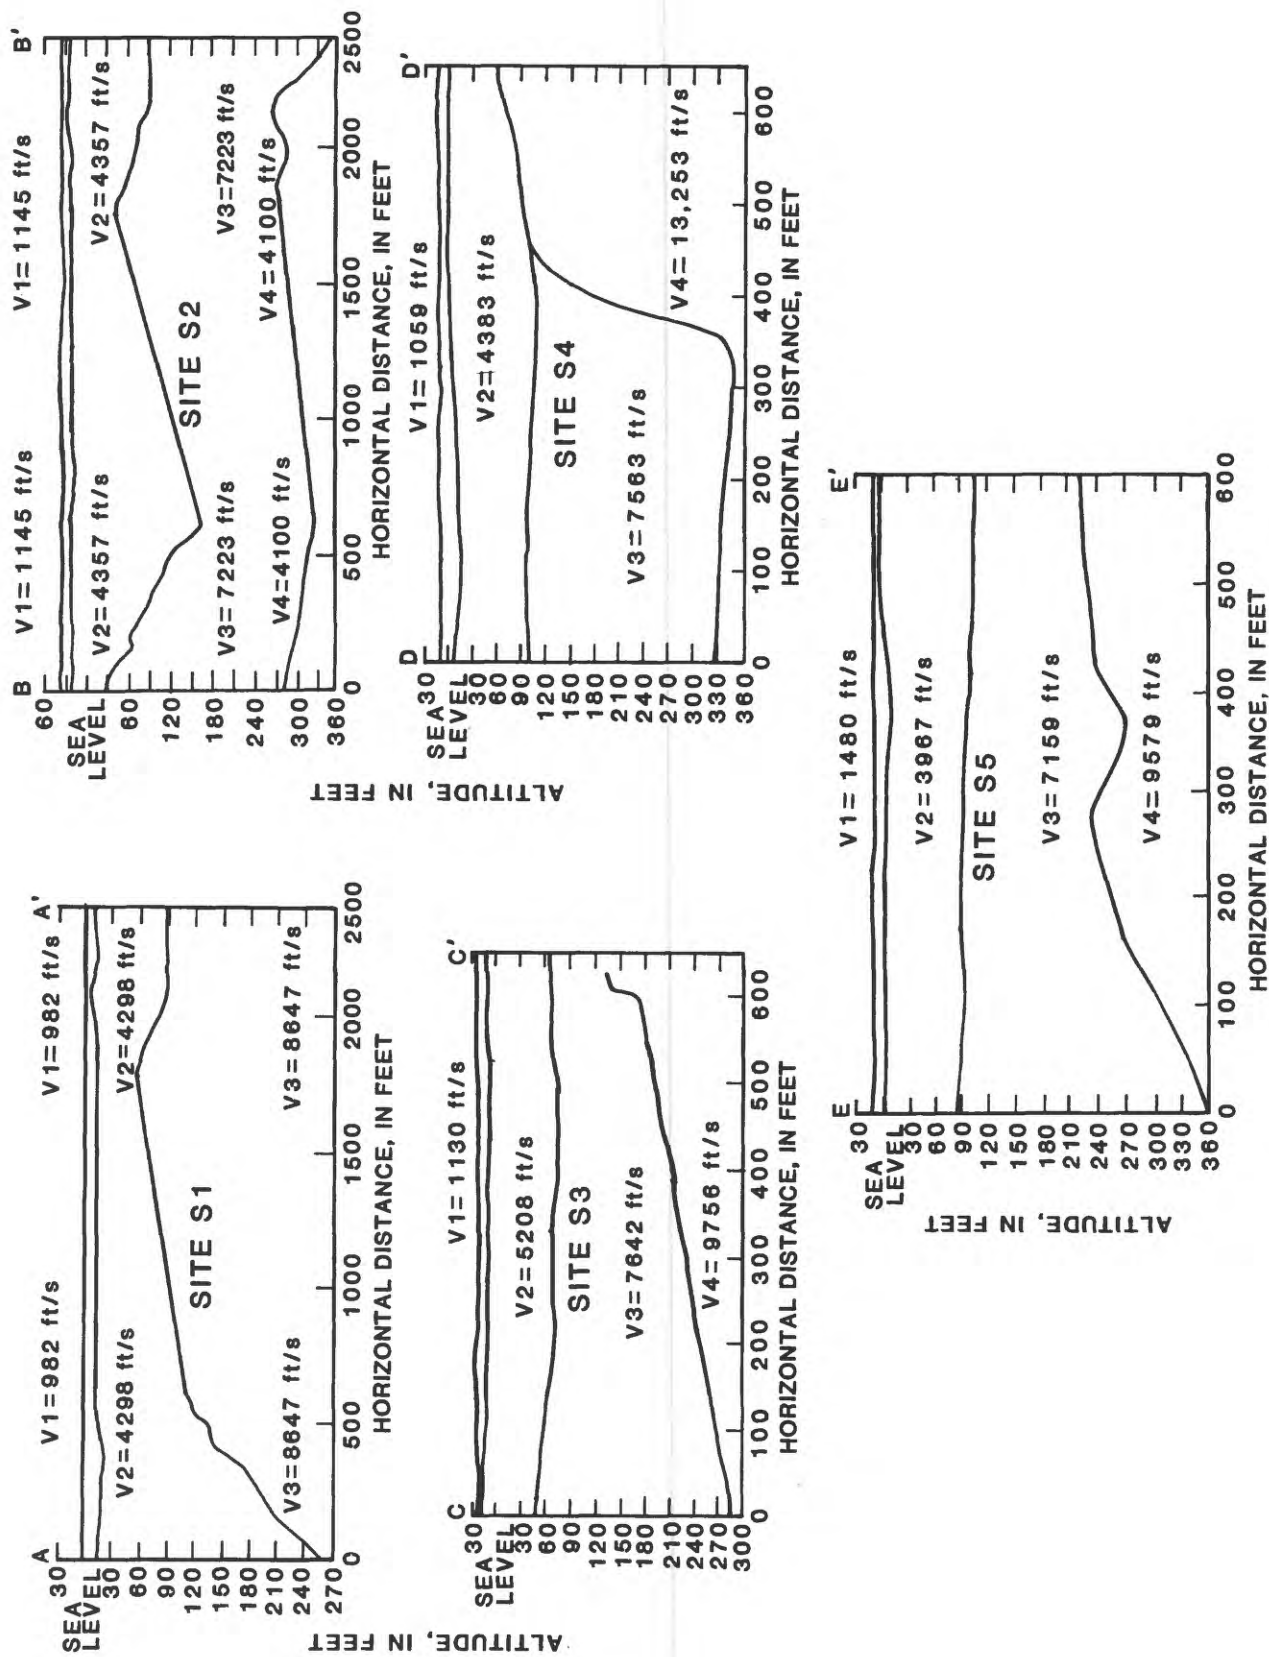 A
A'
V1=982 ft/s
V1=982 ft/s
V2=4298 ft/s
V2=4298 ft/s
SITE S1
V3=8647 ft/s
V3=8647 ft/s
30
SEA
LEVEL
30
60
90
120
150
180
210
240
270
0
500
1000
1500
2000
2500
HORIZONTAL DISTANCE, IN FEET
ALTITUDE, IN FEET
B
B'
V1=1145 ft/s
V1=1145 ft/s
V2=4357 ft/s
V2=4357 ft/s
SITE S2
V3=7223 ft/s
V3=7223 ft/s
V4=4100 ft/s
V4=4100 ft/s
60
SEA
LEVEL
60
120
180
240
300
360
0
500
1000
1500
2000
2500
HORIZONTAL DISTANCE, IN FEET
ALTITUDE, IN FEET
C
C'
V1=1130 ft/s
V2=5208 ft/s
SITE S3
V3=7642 ft/s
V4=9756 ft/s
30
SEA
LEVEL
30
60
90
120
150
180
210
240
270
300
0
100
200
300
400
500
600
HORIZONTAL DISTANCE, IN FEET
ALTITUDE, IN FEET
D
D'
V1=1059 ft/s
V2=4383 ft/s
SITE S4
V3=7563 ft/s
V4=13,253 ft/s
30
SEA
LEVEL
30
60
90
120
150
180
210
240
270
300
330
360
0
100
200
300
400
500
600
HORIZONTAL DISTANCE, IN FEET
E
E'
V1=1480 ft/s
V2=3967 ft/s
SITE S5
V3=7159 ft/s
V4=9579 ft/s
30
SEA
LEVEL
30
60
90
120
150
180
210
240
270
300
330
360
0
100
200
300
400
500
600
HORIZONTAL DISTANCE, IN FEET
ALTITUDE, IN FEET